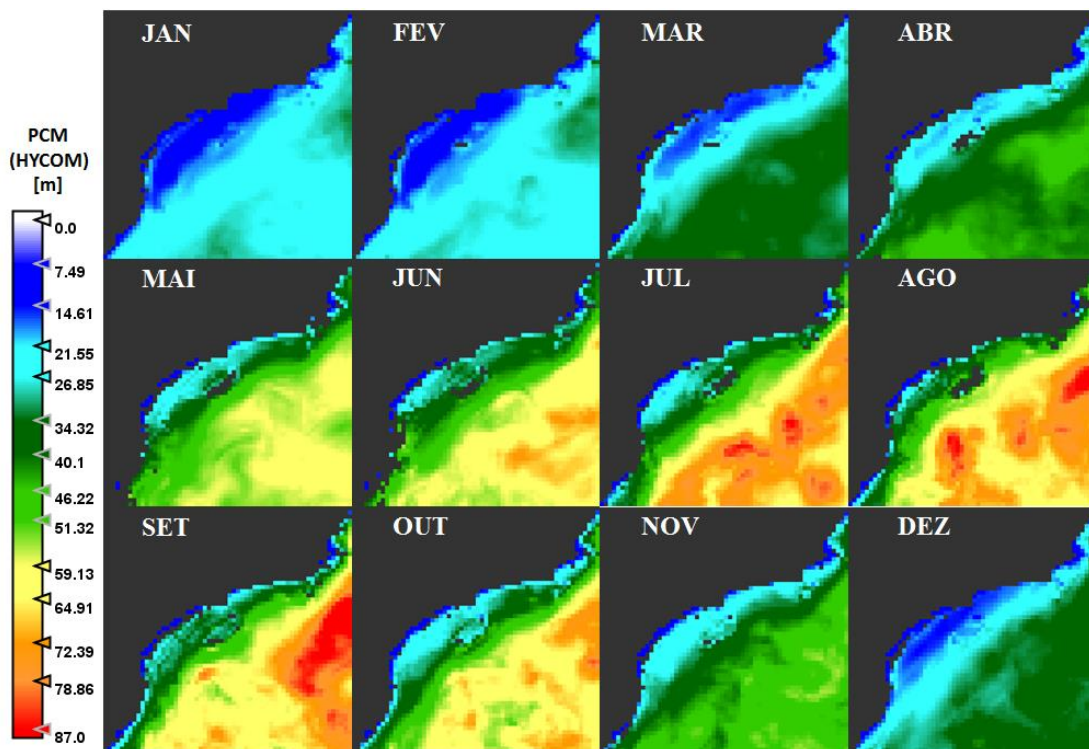 JAN
FEV
MAR
ABR
PCM
(HYCOM)
[m]
0.0
7.49
14.61
21.55
26.85
34.32
40.1
46.22
51.32
59.13
64.91
72.39
78.86
87.0
MAI
JUN
JUL
AGO
SET
OUT
NOV
DEZ